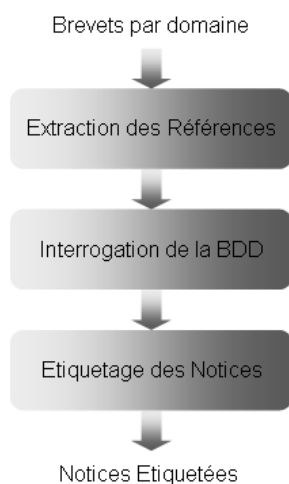 Brevets par domaine
Extraction des Références
Interrogation de la BDD
Etiquetage des Notices
Notices Etiquetées